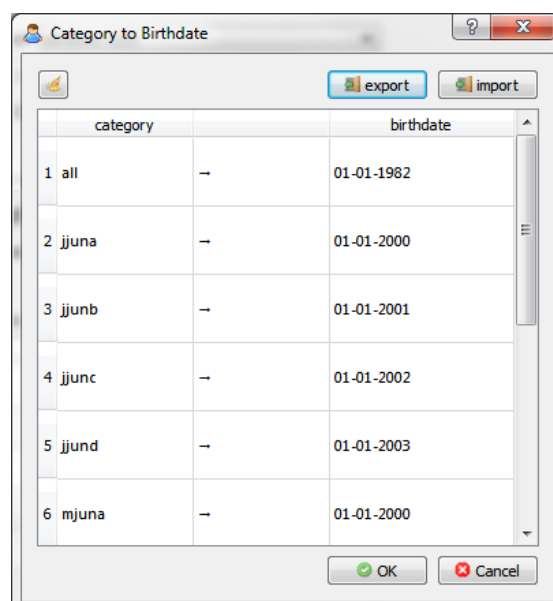 Category to Birthdate
export import
category birthdate
1 all → 01-01-1982
2 jjuna → 01-01-2000
3 jjunb → 01-01-2001
4 jjunc → 01-01-2002
5 jjund → 01-01-2003
6 mjuna → 01-01-2000
OK Cancel